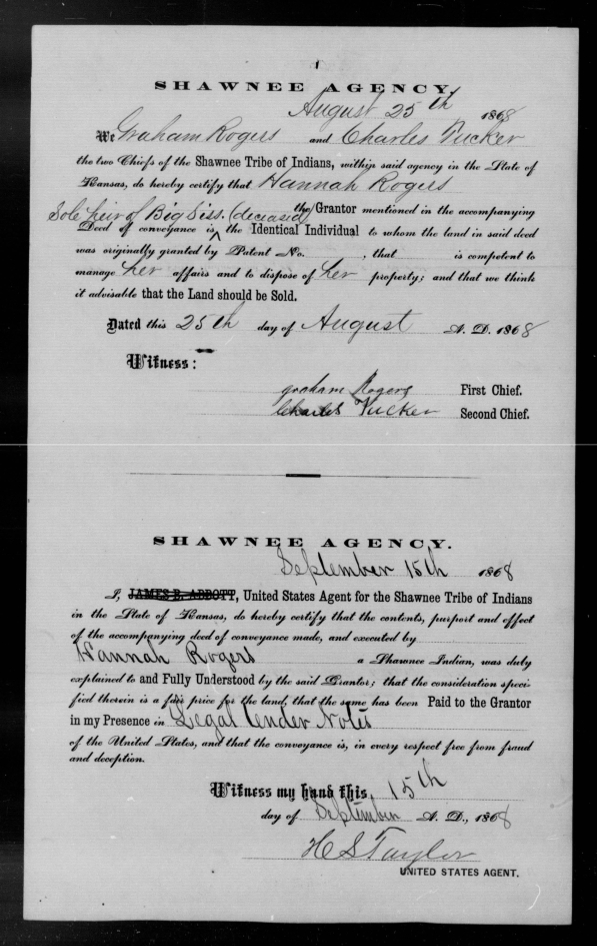 SHAWNEE AGENCY,
August 25th 1868
We Graham Rogers and Charles Tucker
the two Chiefs of the Shawnee Tribe of Indians, within said agency in the State of
Kansas, do hereby certify that Hannah Rogers
Sole heir of Big Siss. (deceased) the Grantor mentioned in the accompanying
Deed of conveyance is ^ the Identical Individual to whom the land in said deed
was originally granted by Patent No. , that is competent to
manage her affairs and to dispose of her property; and that we think
it advisable that the Land should be Sold.
Dated this 25th day of August A. D. 1868
Witness:
graham Rogers First Chief.
Charles Tucker Second Chief.
SHAWNEE AGENCY.
September 15th 1868
I, JAMES B. ABBOTT, United States Agent for the Shawnee Tribe of Indians
in the State of Kansas, do hereby certify that the contents, purport and effect
of the accompanying deed of conveyance made, and executed by
Hannah Rogers a Shawnee Indian, was duly
explained to and Fully Understood by the said Grantor; that the consideration speci-
fied therein is a fair price for the land, that the same has been Paid to the Grantor
in my Presence in Legal tender Notes
of the United States, and that the conveyance is, in every respect free from fraud
and deception.
Witness my hand this, 15th
day of September A. D., 1868
H S Taylor
UNITED STATES AGENT.